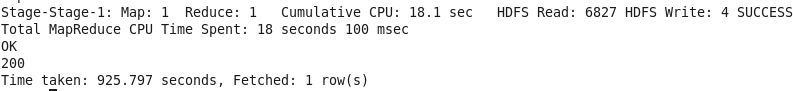 Stage-Stage-1: Map: 1  Reduce: 1   Cumulative CPU: 18.1 sec   HDFS Read: 6827 HDFS Write: 4 SUCCESS
Total MapReduce CPU Time Spent: 18 seconds 100 msec
OK
200
Time taken: 925.797 seconds, Fetched: 1 row(s)